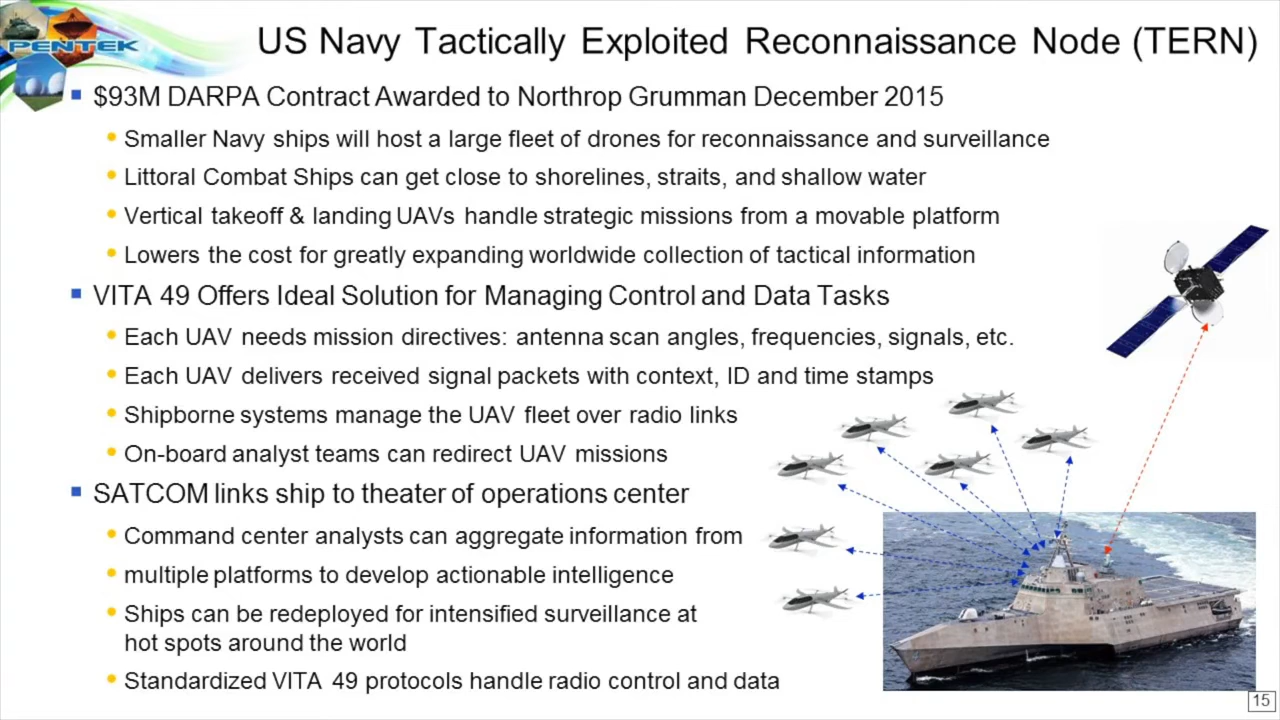 PENTEK
US Navy Tactically Exploited Reconnaissance Node (TERN)
$93M DARPA Contract Awarded to Northrop Grumman December 2015
Smaller Navy ships will host a large fleet of drones for reconnaissance and surveillance
Littoral Combat Ships can get close to shorelines, straits, and shallow water
Vertical takeoff & landing UAVs handle strategic missions from a movable platform
Lowers the cost for greatly expanding worldwide collection of tactical information
VITA 49 Offers Ideal Solution for Managing Control and Data Tasks
Each UAV needs mission directives: antenna scan angles, frequencies, signals, etc.
Each UAV delivers received signal packets with context, ID and time stamps
Shipborne systems manage the UAV fleet over radio links
On-board analyst teams can redirect UAV missions
SATCOM links ship to theater of operations center
Command center analysts can aggregate information from
multiple platforms to develop actionable intelligence
Ships can be redeployed for intensified surveillance at
hot spots around the world
Standardized VITA 49 protocols handle radio control and data
15